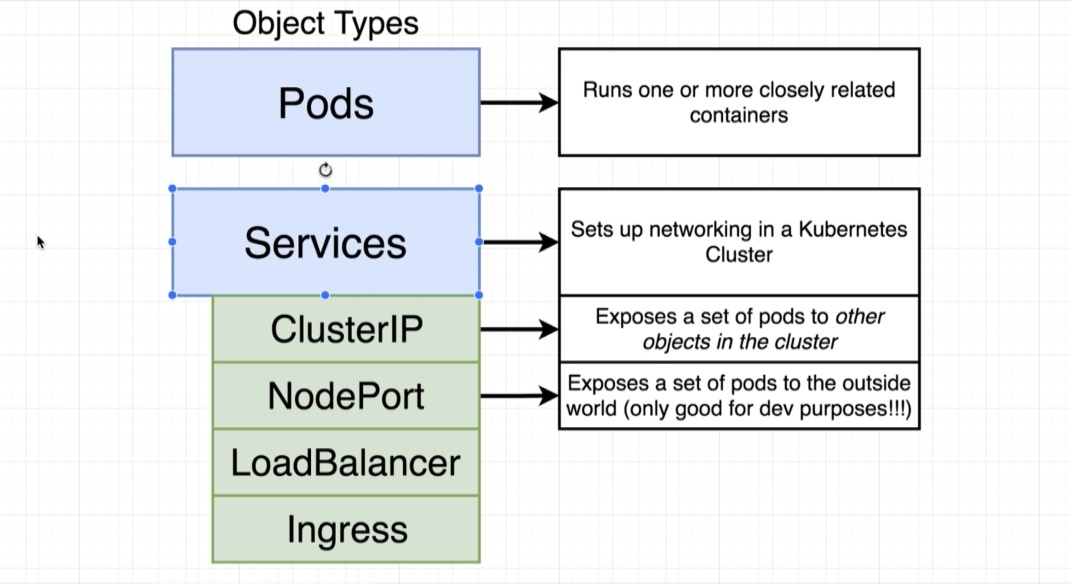 Object Types
Pods
Runs one or more closely related
containers
Services
Sets up networking in a Kubernetes
Cluster
ClusterIP
Exposes a set of pods to other
objects in the cluster
NodePort
Exposes a set of pods to the outside
world (only good for dev purposes!!!)
LoadBalancer
Ingress